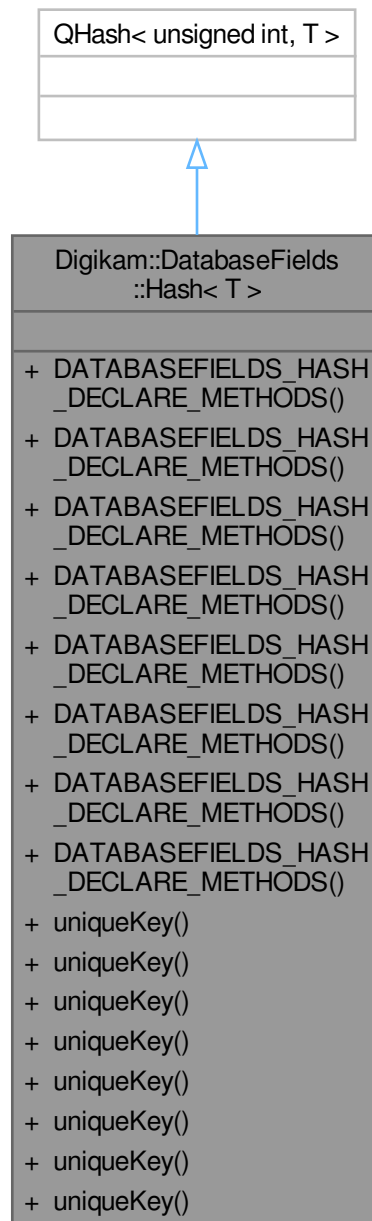 QHash< unsigned int, T >
Digikam::DatabaseFields
::Hash< T >
+ DATABASEFIELDS_HASH
_DECLARE_METHODS()
+ DATABASEFIELDS_HASH
_DECLARE_METHODS()
+ DATABASEFIELDS_HASH
_DECLARE_METHODS()
+ DATABASEFIELDS_HASH
_DECLARE_METHODS()
+ DATABASEFIELDS_HASH
_DECLARE_METHODS()
+ DATABASEFIELDS_HASH
_DECLARE_METHODS()
+ DATABASEFIELDS_HASH
_DECLARE_METHODS()
+ DATABASEFIELDS_HASH
_DECLARE_METHODS()
+ uniqueKey()
+ uniqueKey()
+ uniqueKey()
+ uniqueKey()
+ uniqueKey()
+ uniqueKey()
+ uniqueKey()
+ uniqueKey()